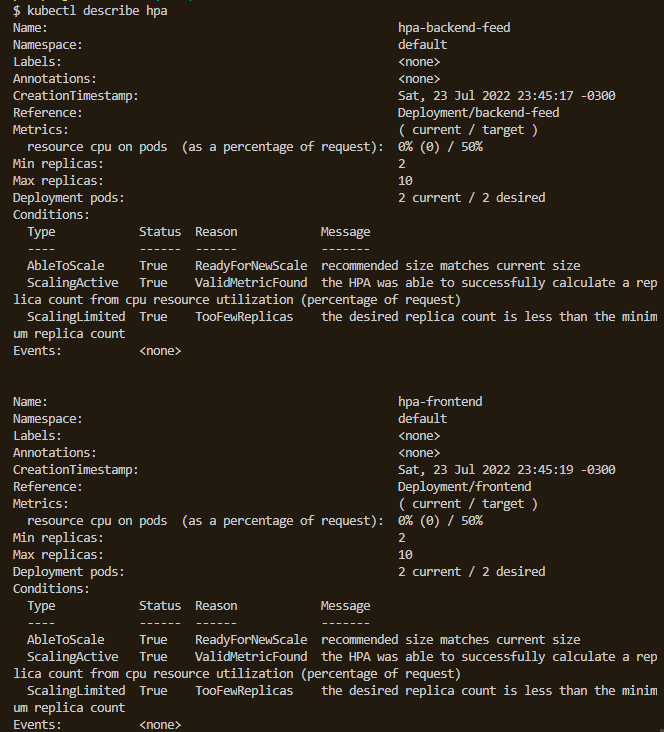 $ kubectl describe hpa
Name:                                                  hpa-backend-feed
Namespace:                                             default
Labels:                                                <none>
Annotations:                                           <none>
CreationTimestamp:                                     Sat, 23 Jul 2022 23:45:17 -0300
Reference:                                             Deployment/backend-feed
Metrics:                                               ( current / target )
  resource cpu on pods  (as a percentage of request):  0% (0) / 50%
Min replicas:                                          2
Max replicas:                                          10
Deployment pods:                                       2 current / 2 desired
Conditions:
  Type            Status  Reason            Message
  ----            ------  ------            -------
  AbleToScale     True    ReadyForNewScale  recommended size matches current size
  ScalingActive   True    ValidMetricFound  the HPA was able to successfully calculate a rep
lica count from cpu resource utilization (percentage of request)
  ScalingLimited  True    TooFewReplicas    the desired replica count is less than the minim
um replica count
Events:           <none>
Name:                                                  hpa-frontend
Namespace:                                             default
Labels:                                                <none>
Annotations:                                           <none>
CreationTimestamp:                                     Sat, 23 Jul 2022 23:45:19 -0300
Reference:                                             Deployment/frontend
Metrics:                                               ( current / target )
  resource cpu on pods  (as a percentage of request):  0% (0) / 50%
Min replicas:                                          2
Max replicas:                                          10
Deployment pods:                                       2 current / 2 desired
Conditions:
  Type            Status  Reason            Message
  ----            ------  ------            -------
  AbleToScale     True    ReadyForNewScale  recommended size matches current size
  ScalingActive   True    ValidMetricFound  the HPA was able to successfully calculate a rep
lica count from cpu resource utilization (percentage of request)
  ScalingLimited  True    TooFewReplicas    the desired replica count is less than the minim
um replica count
Events:           <none>